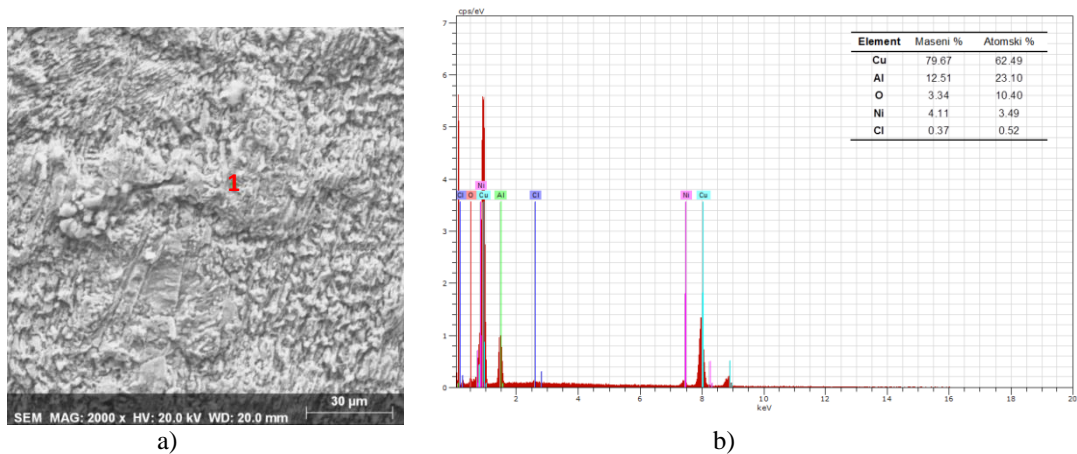 1
SEM MAG: 2000 x HV: 20.0 kV WD: 20.0 mm
30 µm
a)
cps/eV
7
6
5
4
3
2
1
0
Cl O Ni Cu Al Cl Ni Cu
2 4 6 8 10 12 14 16 18 20
keV
Element Maseni % Atomski %
Cu 79.67 62.49
Al 12.51 23.10
O 3.34 10.40
Ni 4.11 3.49
Cl 0.37 0.52
b)